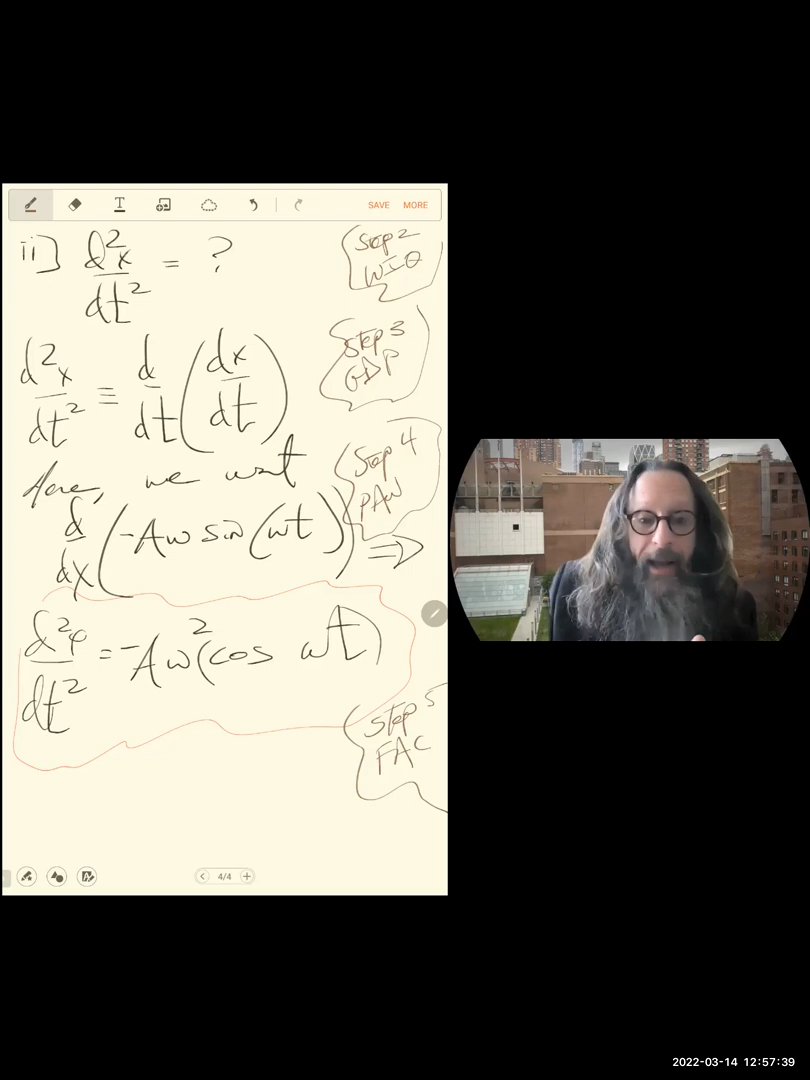 SAVE MORE
ii] d²x/dt² = ?
Step 2
WIQ
d²x/dt² ≡ d/dt (dx/dt)
Step 3
GDP
Here, we want
Step 4
PAW
d/dx (-Aω sin(ωt)) ⇒
d²φ/dt² = -Aω²(cos ωt)
Step 5
FAC
4/4
2022-03-14 12:57:39